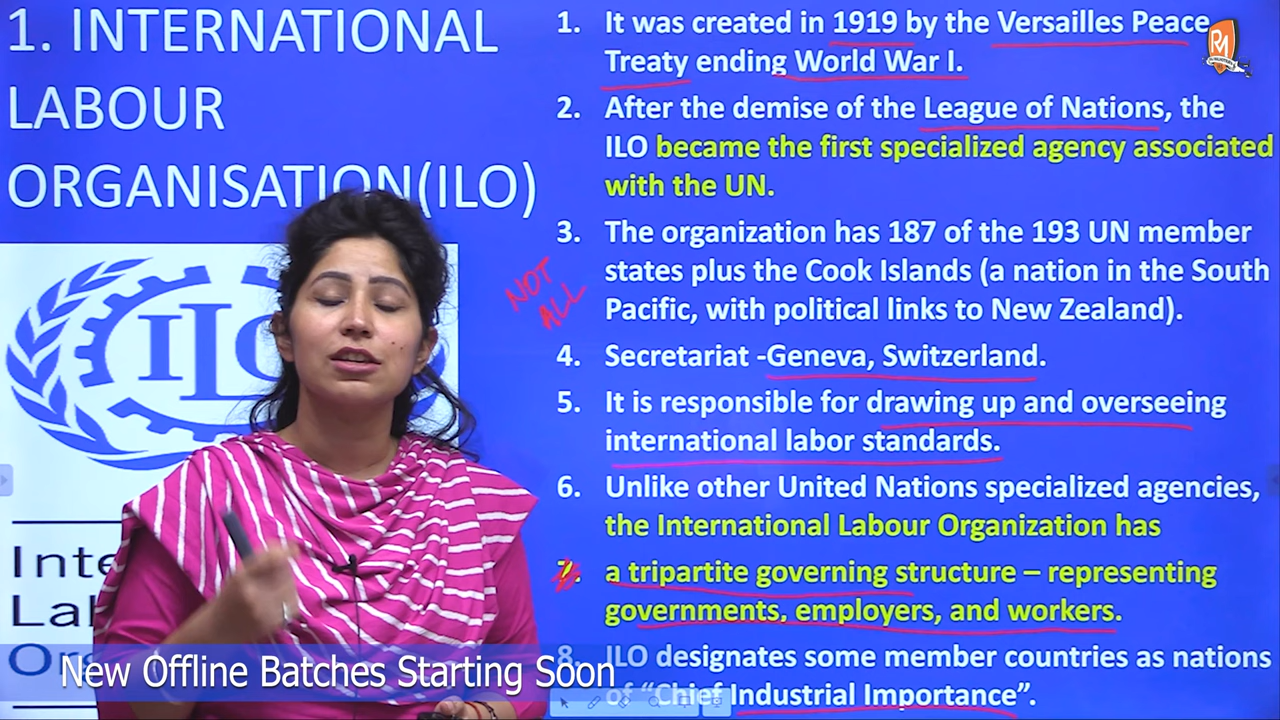 1. INTERNATIONAL
LABOUR
ORGANISATION(ILO)
ILO
Inte
Lab
Org
1. It was created in 1919 by the Versailles Peace
Treaty ending World War I.
2. After the demise of the League of Nations, the
ILO became the first specialized agency associated
with the UN.
3. The organization has 187 of the 193 UN member
states plus the Cook Islands (a nation in the South
Pacific, with political links to New Zealand).
NOT
ALL
4. Secretariat -Geneva, Switzerland.
5. It is responsible for drawing up and overseeing
international labor standards.
6. Unlike other United Nations specialized agencies,
the International Labour Organization has
7. a tripartite governing structure – representing
governments, employers, and workers.
8. ILO designates some member countries as nations
of “Chief Industrial Importance”.
New Offline Batches Starting Soon